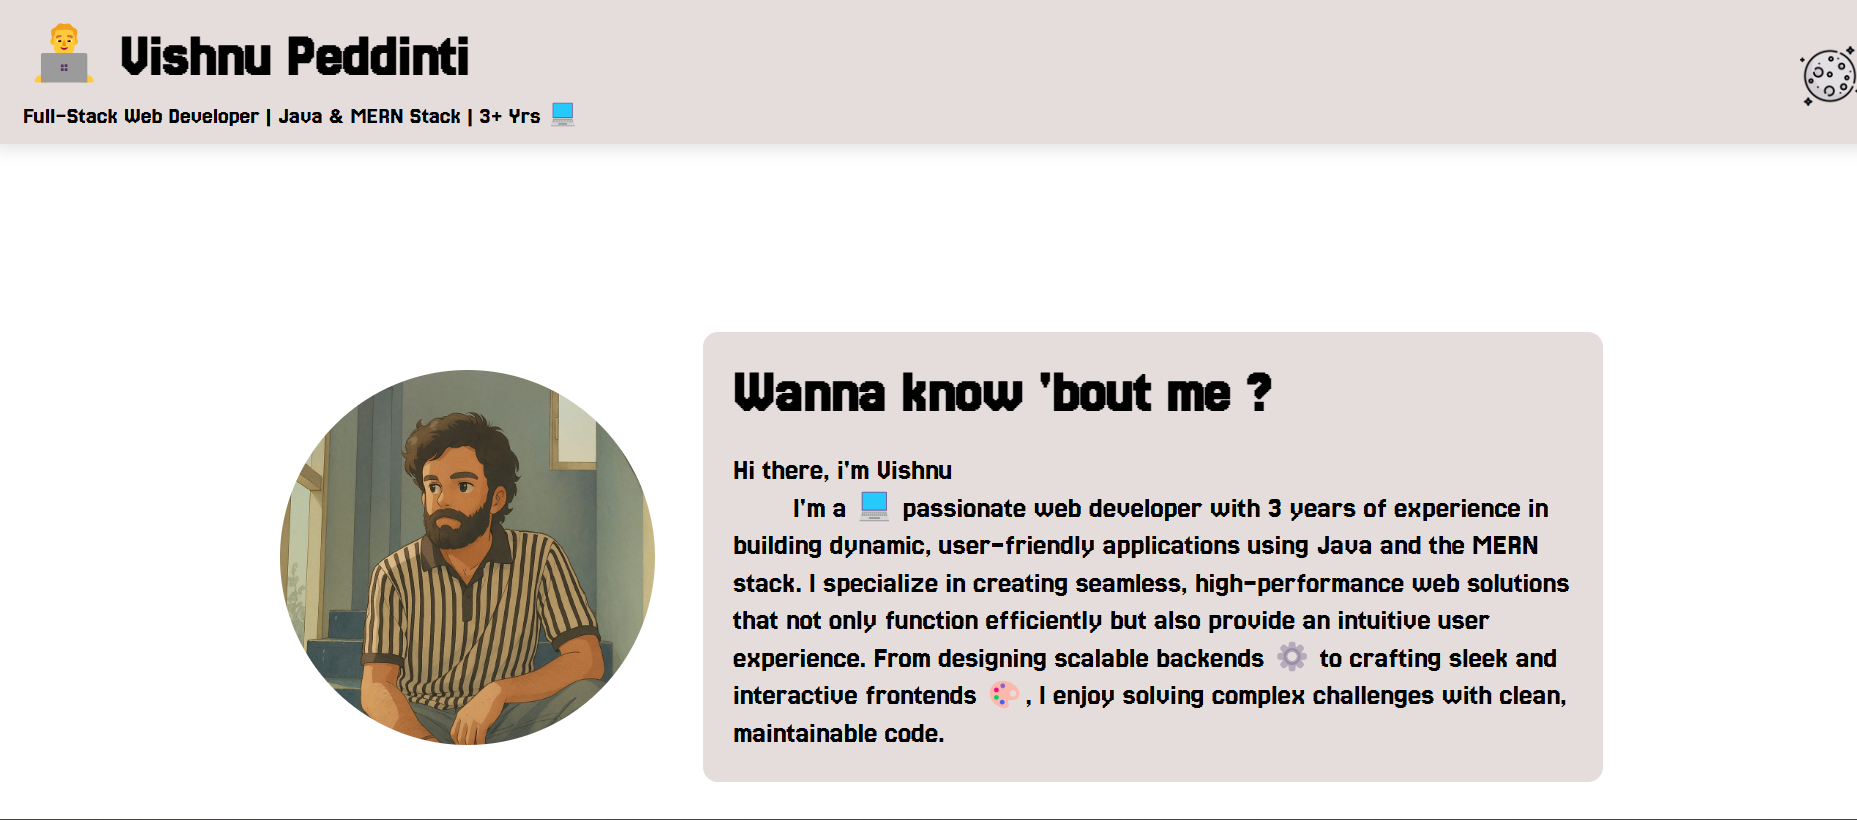 Vishnu Peddinti
Full-Stack Web Developer | Java & MERN Stack | 3+ Yrs
Wanna know 'bout me ?
Hi there, i'm Vishnu
I'm a passionate web developer with 3 years of experience in
building dynamic, user-friendly applications using Java and the MERN
stack. I specialize in creating seamless, high-performance web solutions
that not only function efficiently but also provide an intuitive user
experience. From designing scalable backends to crafting sleek and
interactive frontends , I enjoy solving complex challenges with clean,
maintainable code.